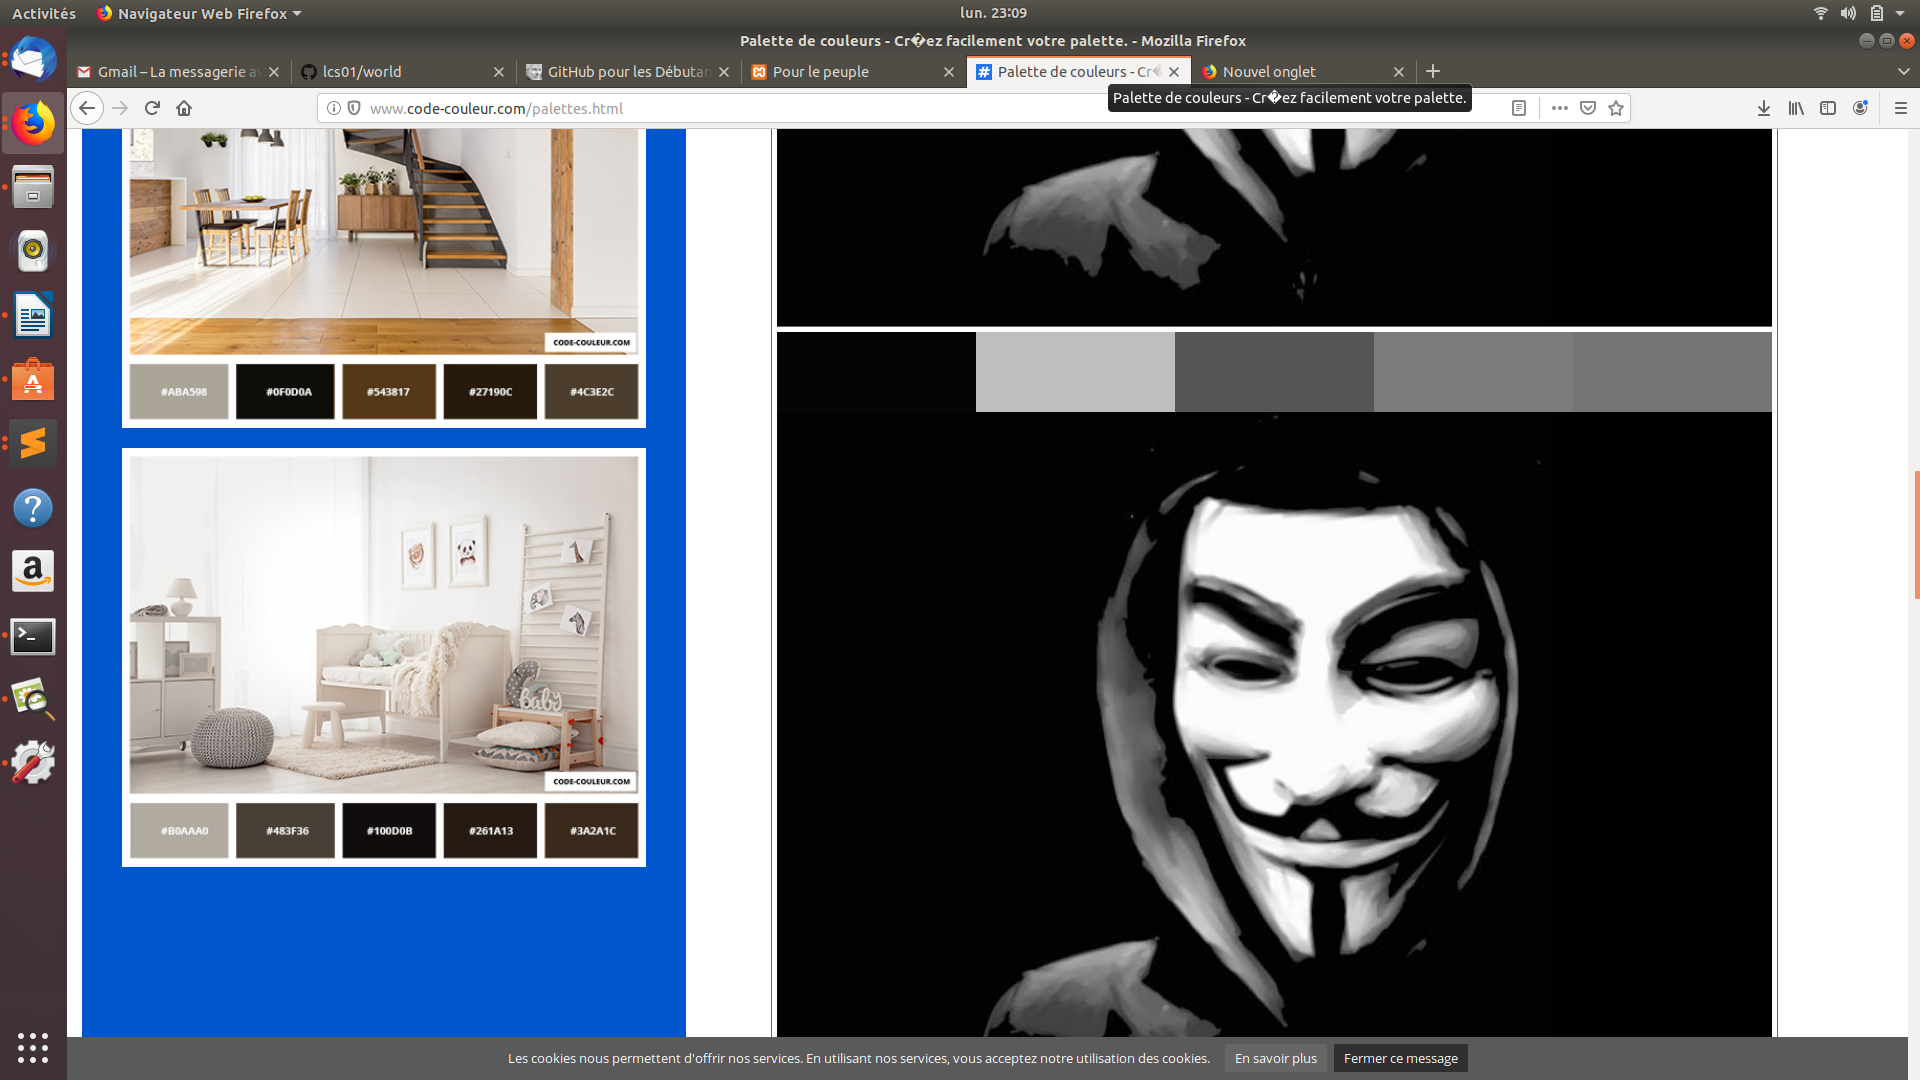 Activités
Navigateur Web Firefox
lun. 23:09
Palette de couleurs - Cr�ez facilement votre palette. - Mozilla Firefox
Gmail – La messagerie av
lcs01/world
GitHub pour les Débutan
Pour le peuple
Palette de couleurs - Cr�
Nouvel onglet
www.code-couleur.com/palettes.html
Palette de couleurs - Cr�ez facilement votre palette.
CODE-COULEUR.COM
#ABA598
#0F0D0A
#543817
#27190C
#4C3E2C
baby
CODE-COULEUR.COM
#B0AAA0
#483F36
#100D0B
#261A13
#3A2A1C
Les cookies nous permettent d'offrir nos services. En utilisant nos services, vous acceptez notre utilisation des cookies.
En savoir plus
Fermer ce message